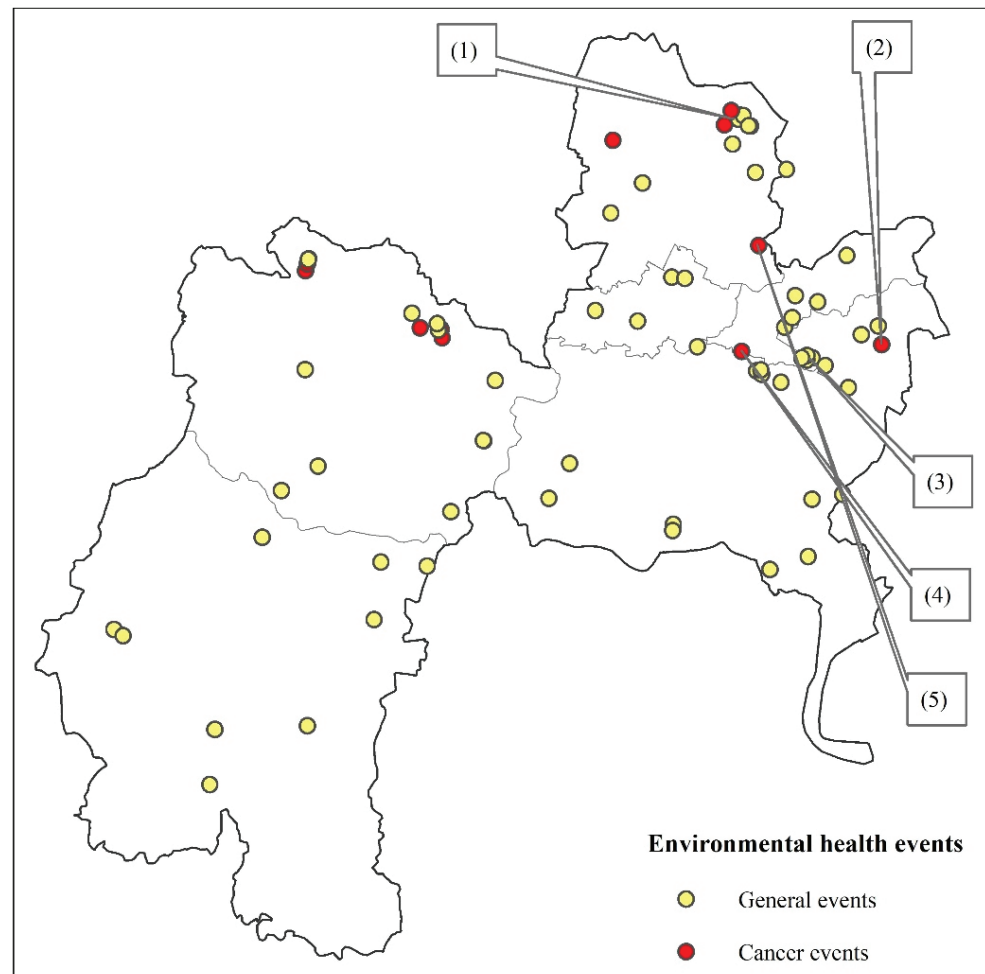 (1)
(2)
(3)
(4)
(5)
Environmental health events
General events
Cancer events